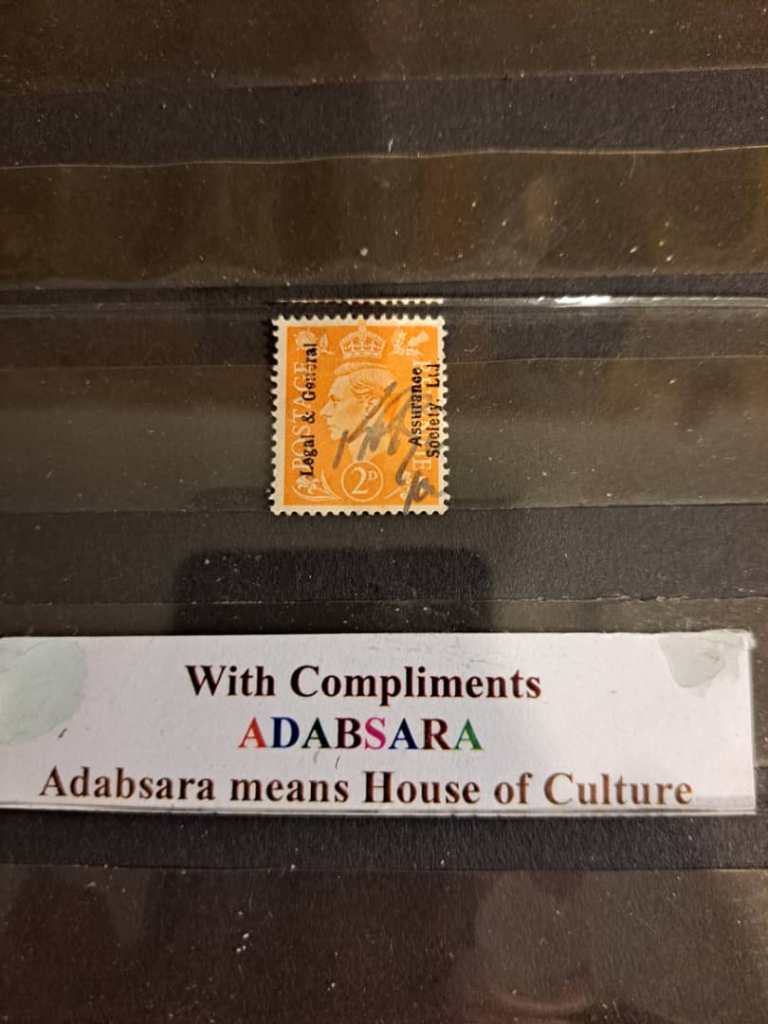 POSTAGE
Legal & General
Assurance
Society, Ltd.
2D
With Compliments
ADABSARA
Adabsara means House of Culture